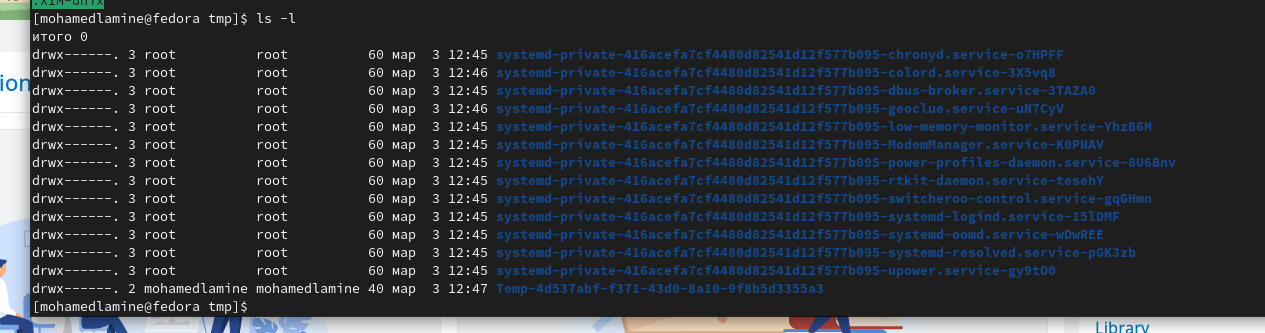 .X1M-unix
[mohamedlamine@fedora tmp]$ ls -l
итого 0
drwx------. 3 root          root          60 мар  3 12:45 systemd-private-416acefa7cf4480d82541d12f577b095-chronyd.service-o7HPFF
drwx------. 3 root          root          60 мар  3 12:46 systemd-private-416acefa7cf4480d82541d12f577b095-colord.service-3X5vq8
drwx------. 3 root          root          60 мар  3 12:45 systemd-private-416acefa7cf4480d82541d12f577b095-dbus-broker.service-3TAZA0
drwx------. 3 root          root          60 мар  3 12:46 systemd-private-416acefa7cf4480d82541d12f577b095-geoclue.service-uN7CyV
drwx------. 3 root          root          60 мар  3 12:45 systemd-private-416acefa7cf4480d82541d12f577b095-low-memory-monitor.service-YhzB6M
drwx------. 3 root          root          60 мар  3 12:45 systemd-private-416acefa7cf4480d82541d12f577b095-ModemManager.service-K0PNAV
drwx------. 3 root          root          60 мар  3 12:45 systemd-private-416acefa7cf4480d82541d12f577b095-power-profiles-daemon.service-8U6Bnv
drwx------. 3 root          root          60 мар  3 12:45 systemd-private-416acefa7cf4480d82541d12f577b095-rtkit-daemon.service-tesehY
drwx------. 3 root          root          60 мар  3 12:45 systemd-private-416acefa7cf4480d82541d12f577b095-switcheroo-control.service-gqGHmn
drwx------. 3 root          root          60 мар  3 12:45 systemd-private-416acefa7cf4480d82541d12f577b095-systemd-logind.service-15lDMF
drwx------. 3 root          root          60 мар  3 12:45 systemd-private-416acefa7cf4480d82541d12f577b095-systemd-oomd.service-wDwREE
drwx------. 3 root          root          60 мар  3 12:45 systemd-private-416acefa7cf4480d82541d12f577b095-systemd-resolved.service-pGK3zb
drwx------. 3 root          root          60 мар  3 12:45 systemd-private-416acefa7cf4480d82541d12f577b095-upower.service-gy9tD0
drwx------. 2 mohamedlamine mohamedlamine 40 мар  3 12:47 Temp-4d537abf-f371-43d0-8a10-9f8b5d3355a3
[mohamedlamine@fedora tmp]$
ion
Library